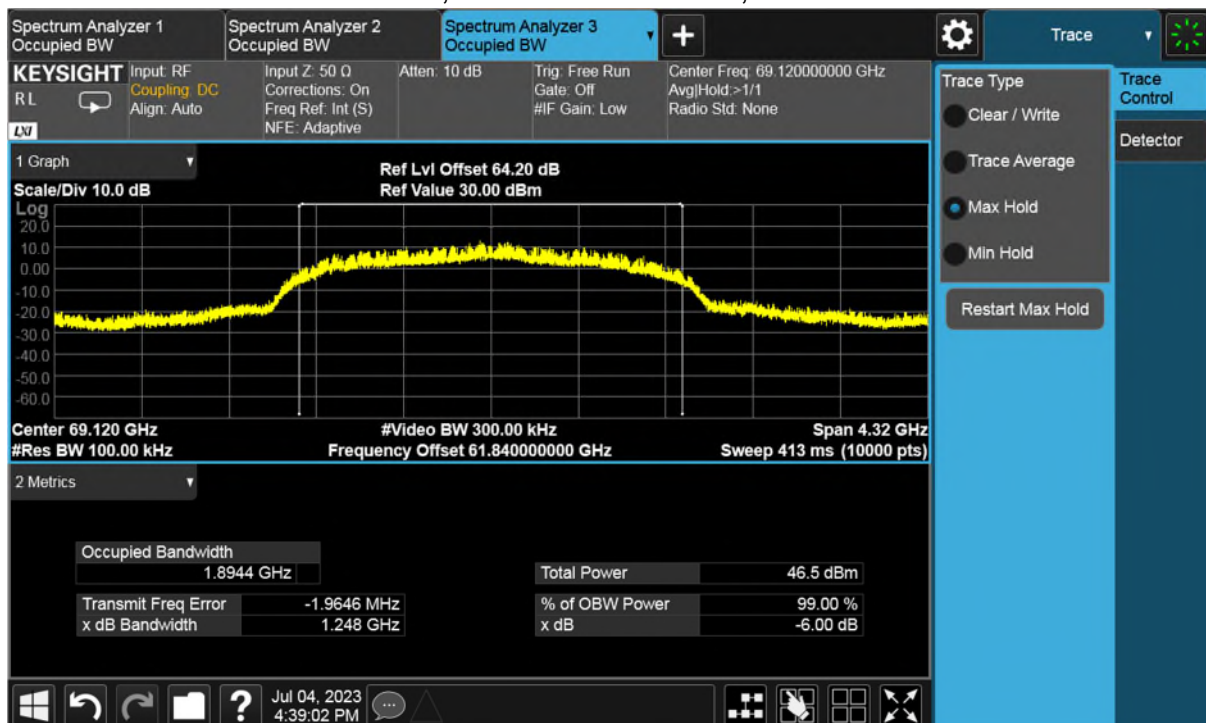 Spectrum Analyzer 1
Occupied BW
Spectrum Analyzer 2
Occupied BW
Spectrum Analyzer 3
Occupied BW
Trace
KEYSIGHT
R L
LXI
Input: RF
Coupling: DC
Align: Auto
Input Z: 50 Ω
Corrections: On
Freq Ref: Int (S)
NFE: Adaptive
Atten: 10 dB
Trig: Free Run
Gate: Off
#IF Gain: Low
Center Freq: 69.120000000 GHz
Avg|Hold:>1/1
Radio Std: None
1 Graph
Scale/Div 10.0 dB
Ref Lvl Offset 64.20 dB
Ref Value 30.00 dBm
Log
20.0
10.0
0.00
-10.0
-20.0
-30.0
-40.0
-50.0
-60.0
Center 69.120 GHz
#Res BW 100.00 kHz
#Video BW 300.00 kHz
Frequency Offset 61.840000000 GHz
Span 4.32 GHz
Sweep 413 ms (10000 pts)
2 Metrics
Occupied Bandwidth
1.8944 GHz
Transmit Freq Error -1.9646 MHz
x dB Bandwidth 1.248 GHz
Total Power 46.5 dBm
% of OBW Power 99.00 %
x dB -6.00 dB
Trace Type
Clear / Write
Trace Average
Max Hold
Min Hold
Restart Max Hold
Trace
Control
Detector
?
Jul 04, 2023
4:39:02 PM